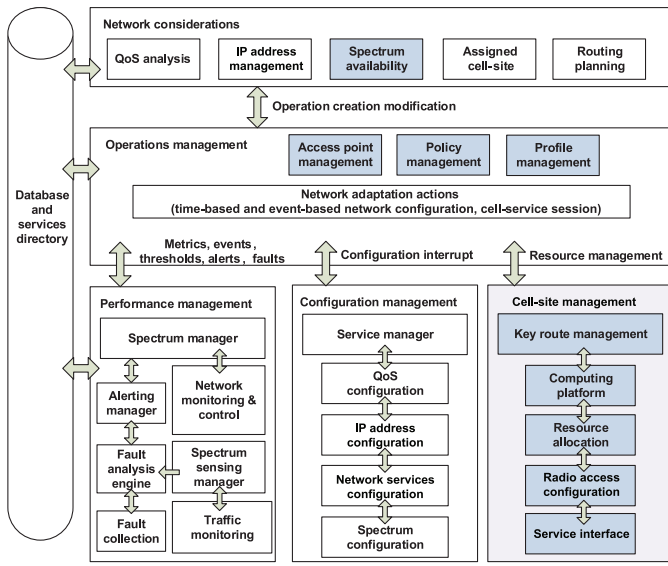 Network considerations
QoS analysis
IP address
management
Spectrum
availability
Assigned
cell-site
Routing
planning
Operation creation modification
Operations management
Access point
management
Policy
management
Profile
management
Network adaptation actions
(time-based and event-based network configuration, cell-service session)
Database
and
services
directory
Metrics, events,
thresholds, alerts, faults
Configuration interrupt
Resource management
Performance management
Spectrum manager
Alerting
manager
Network
monitoring &
control
Fault
analysis
engine
Spectrum
sensing
manager
Fault
collection
Traffic
monitoring
Configuration management
Service manager
QoS
configuration
IP address
configuration
Network services
configuration
Spectrum
configuration
Cell-site management
Key route management
Computing
platform
Resource
allocation
Radio access
configuration
Service interface